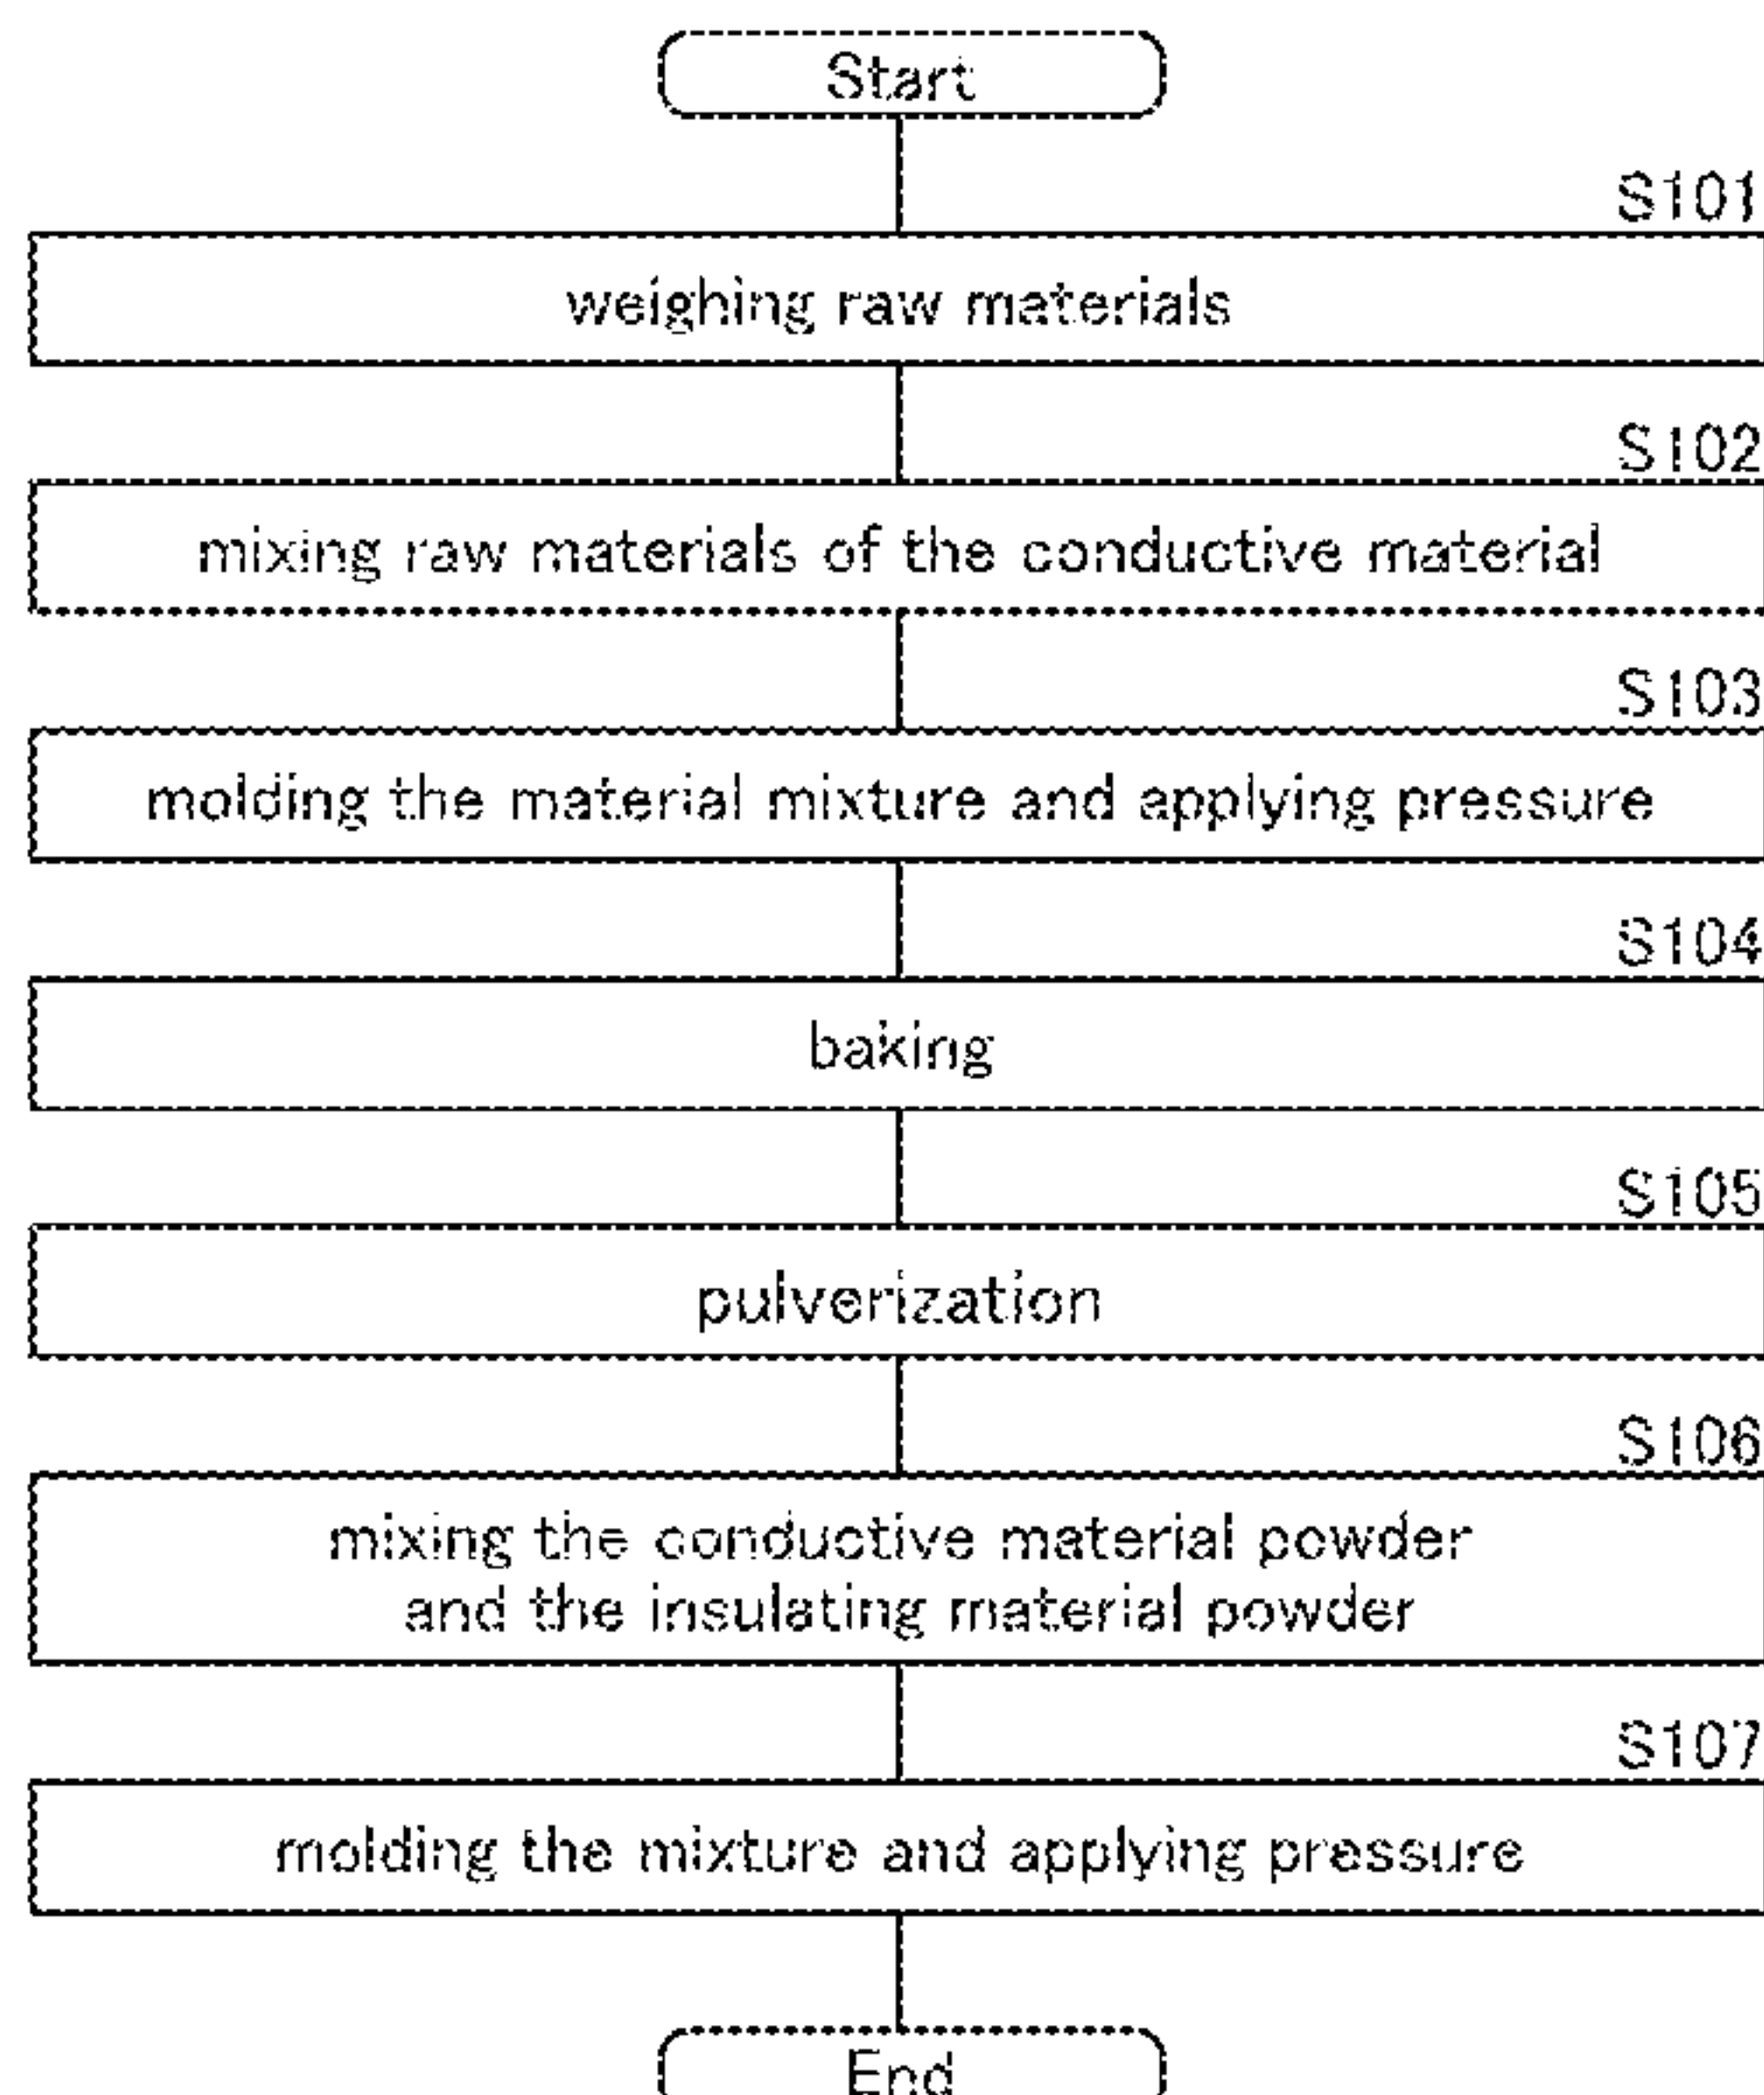 Start
S101
weighing raw materials
S102
mixing raw materials of the conductive material
S103
molding the material mixture and applying pressure
S104
baking
S105
pulverization
S106
mixing the conductive material powder
and the insulating material powder
S107
molding the mixture and applying pressure
End